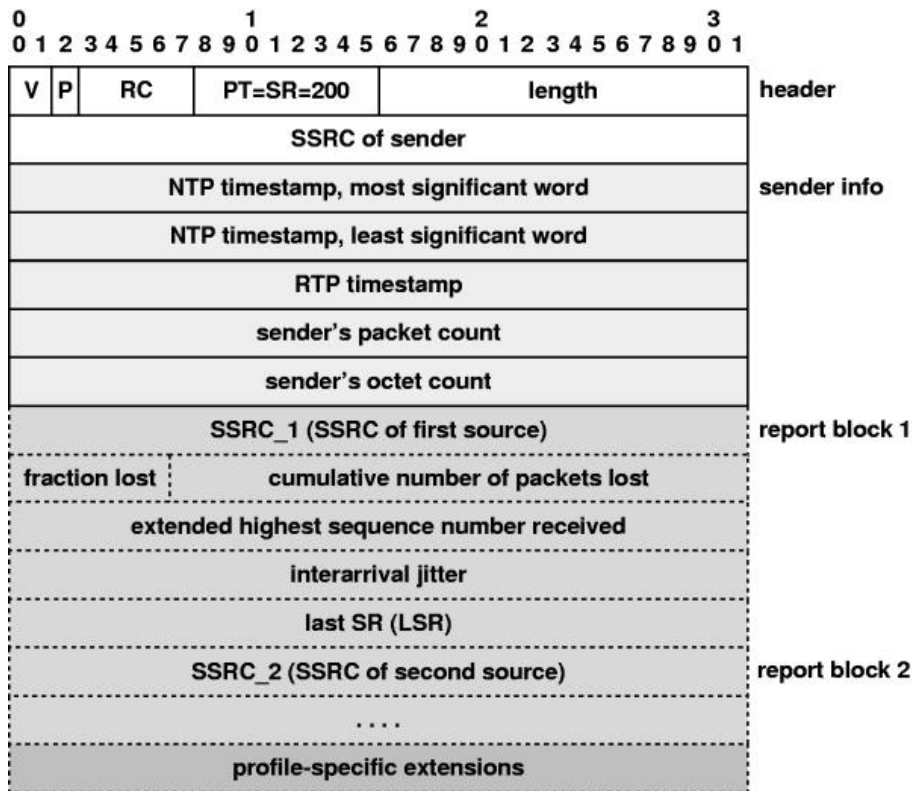 0 1 2 3
0 1 2 3 4 5 6 7 8 9 0 1 2 3 4 5 6 7 8 9 0 1 2 3 4 5 6 7 8 9 0 1
V P RC PT=SR=200 length header
SSRC of sender
NTP timestamp, most significant word sender info
NTP timestamp, least significant word
RTP timestamp
sender's packet count
sender's octet count
SSRC_1 (SSRC of first source) report block 1
fraction lost cumulative number of packets lost
extended highest sequence number received
interarrival jitter
last SR (LSR)
SSRC_2 (SSRC of second source) report block 2
. . . .
profile-specific extensions